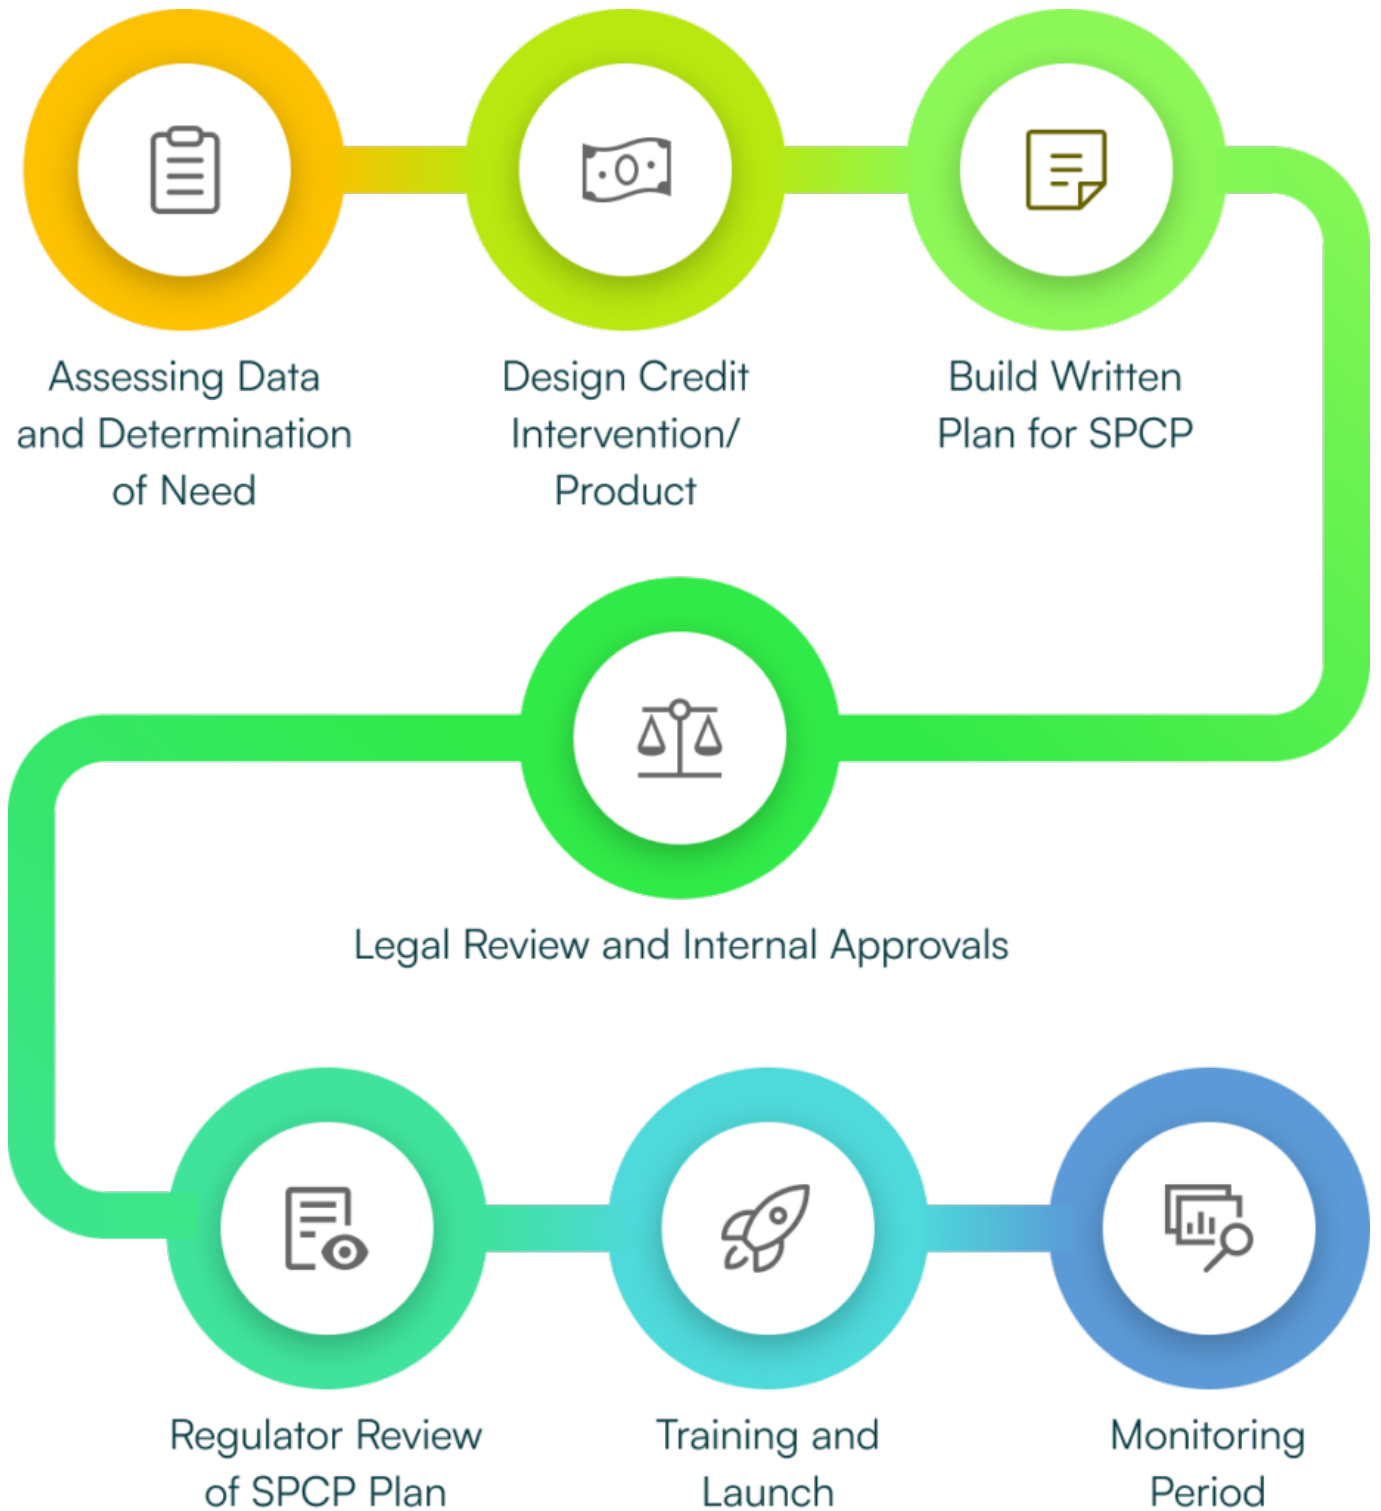 Assessing Data
and Determination
of Need
Design Credit
Intervention/
Product
Build Written
Plan for SPCP
Legal Review and Internal Approvals
Regulator Review
of SPCP Plan
Training and
Launch
Monitoring
Period